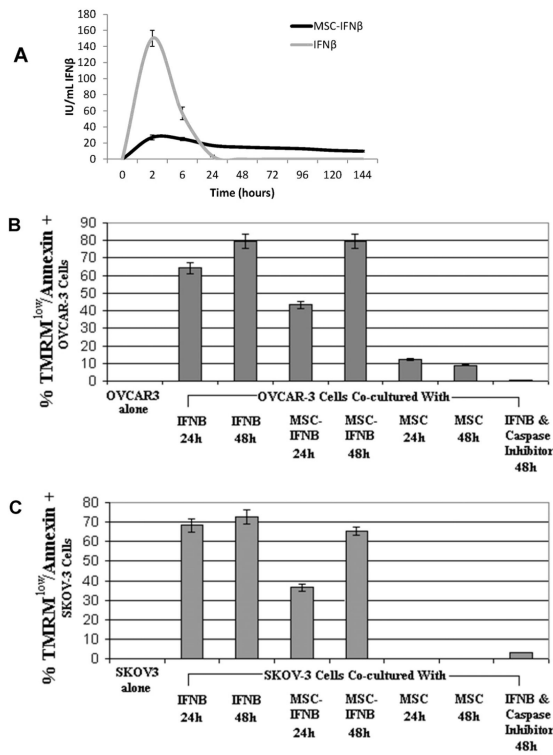 A
MSC-IFNβ
IFNβ
IU/mL IFNβ
180
160
140
120
100
80
60
40
20
0
0 2 6 24 48 72 96 120 144
Time (hours)
B
% TMRM low/Annexin +
OVCAR-3 Cells
90
80
70
60
50
40
30
20
10
0
OVCAR3 alone
OVCAR-3 Cells Co-cultured With
IFNB 24h
IFNB 48h
MSC-IFNB 24h
MSC-IFNB 48h
MSC 24h
MSC 48h
IFNB & Caspase Inhibitor 48h
C
% TMRM low/Annexin +
SKOV-3 Cells
80
70
60
50
40
30
20
10
0
SKOV3 alone
SKOV-3 Cells Co-cultured With
IFNB 24h
IFNB 48h
MSC-IFNB 24h
MSC-IFNB 48h
MSC 24h
MSC 48h
IFNB & Caspase Inhibitor 48h